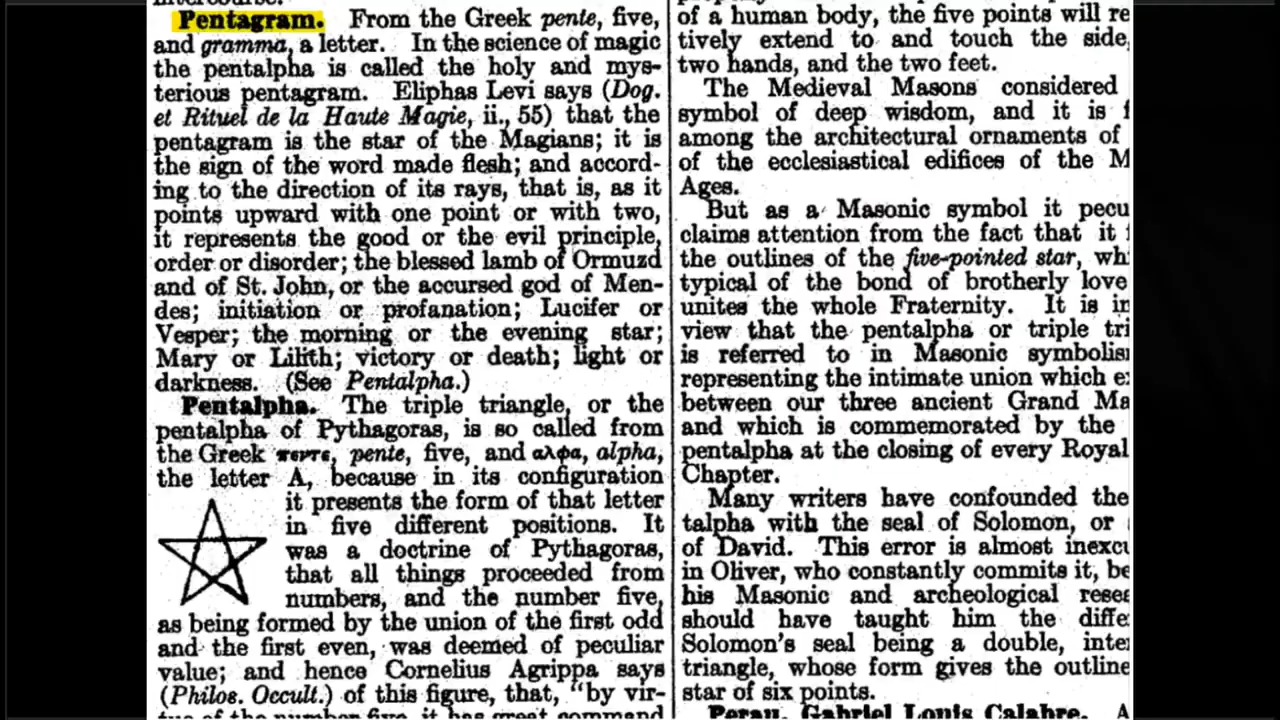 Pentagram. From the Greek pente, five,
and gramma, a letter. In the science of magic
the pentalpha is called the holy and mys-
terious pentagram. Eliphas Levi says (Dog.
et Rituel de la Haute Magie, ii., 55) that the
pentagram is the star of the Magians; it is
the sign of the word made flesh; and accord-
ing to the direction of its rays, that is, as it
points upward with one point or with two,
it represents the good or the evil principle,
order or disorder; the blessed lamb of Ormuzd
and of St. John, or the accursed god of Men-
des; initiation or profanation; Lucifer or
Vesper; the morning or the evening star;
Mary or Lilith; victory or death; light or
darkness. (See Pentalpha.)
Pentalpha. The triple triangle, or the
pentalpha of Pythagoras, is so called from
the Greek πεντε, pente, five, and αλφα, alpha,
the letter A, because in its configuration
it presents the form of that letter
in five different positions. It
was a doctrine of Pythagoras,
that all things proceeded from
numbers, and the number five,
as being formed by the union of the first odd
and the first even, was deemed of peculiar
value; and hence Cornelius Agrippa says
(Philos. Occult.) of this figure, that, "by vir-
tue of the number five, it has great command
of a human body, the five points will re
tively extend to and touch the side,
two hands, and the two feet.
The Medieval Masons considered
symbol of deep wisdom, and it is f
among the architectural ornaments of
of the ecclesiastical edifices of the M
Ages.
But as a Masonic symbol it pecu
claims attention from the fact that it f
the outlines of the five-pointed star, wh
typical of the bond of brotherly love
unites the whole Fraternity. It is in
view that the pentalpha or triple tri
is referred to in Masonic symbolis
representing the intimate union which e
between our three ancient Grand Ma
and which is commemorated by the
pentalpha at the closing of every Royal
Chapter.
Many writers have confounded the
talpha with the seal of Solomon, or
of David. This error is almost inexcu
in Oliver, who constantly commits it, be
his Masonic and archeological rese
should have taught him the diffe
Solomon's seal being a double, inte
triangle, whose form gives the outline
star of six points.
Perau, Gabriel Louis Calabre. A